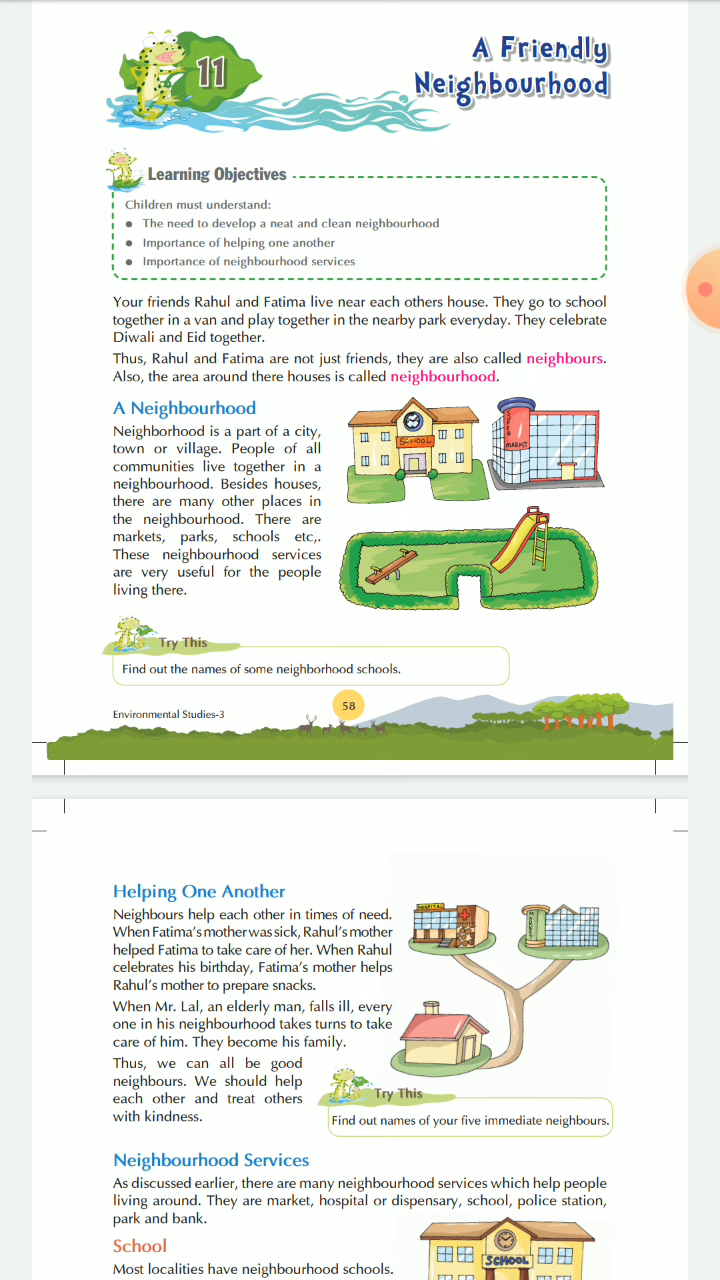 11
A Friendly
Neighbourhood
Learning Objectives
Children must understand:
• The need to develop a neat and clean neighbourhood
• Importance of helping one another
• Importance of neighbourhood services
Your friends Rahul and Fatima live near each others house. They go to school
together in a van and play together in the nearby park everyday. They celebrate
Diwali and Eid together.
Thus, Rahul and Fatima are not just friends, they are also called neighbours.
Also, the area around there houses is called neighbourhood.
A Neighbourhood
Neighborhood is a part of a city,
town or village. People of all
communities live together in a
neighbourhood. Besides houses,
there are many other places in
the neighbourhood. There are
markets, parks, schools etc,.
These neighbourhood services
are very useful for the people
living there.
SCHOOL
SUPER
MARKET
Try This
Find out the names of some neighborhood schools.
Environmental Studies-3
58
Helping One Another
Neighbours help each other in times of need.
When Fatima's mother was sick, Rahul's mother
helped Fatima to take care of her. When Rahul
celebrates his birthday, Fatima's mother helps
Rahul's mother to prepare snacks.
When Mr. Lal, an elderly man, falls ill, every
one in his neighbourhood takes turns to take
care of him. They become his family.
Thus, we can all be good
neighbours. We should help
each other and treat others
with kindness.
HOSPITAL
MARKET
Try This
Find out names of your five immediate neighbours.
Neighbourhood Services
As discussed earlier, there are many neighbourhood services which help people
living around. They are market, hospital or dispensary, school, police station,
park and bank.
School
Most localities have neighbourhood schools.
SCHOOL